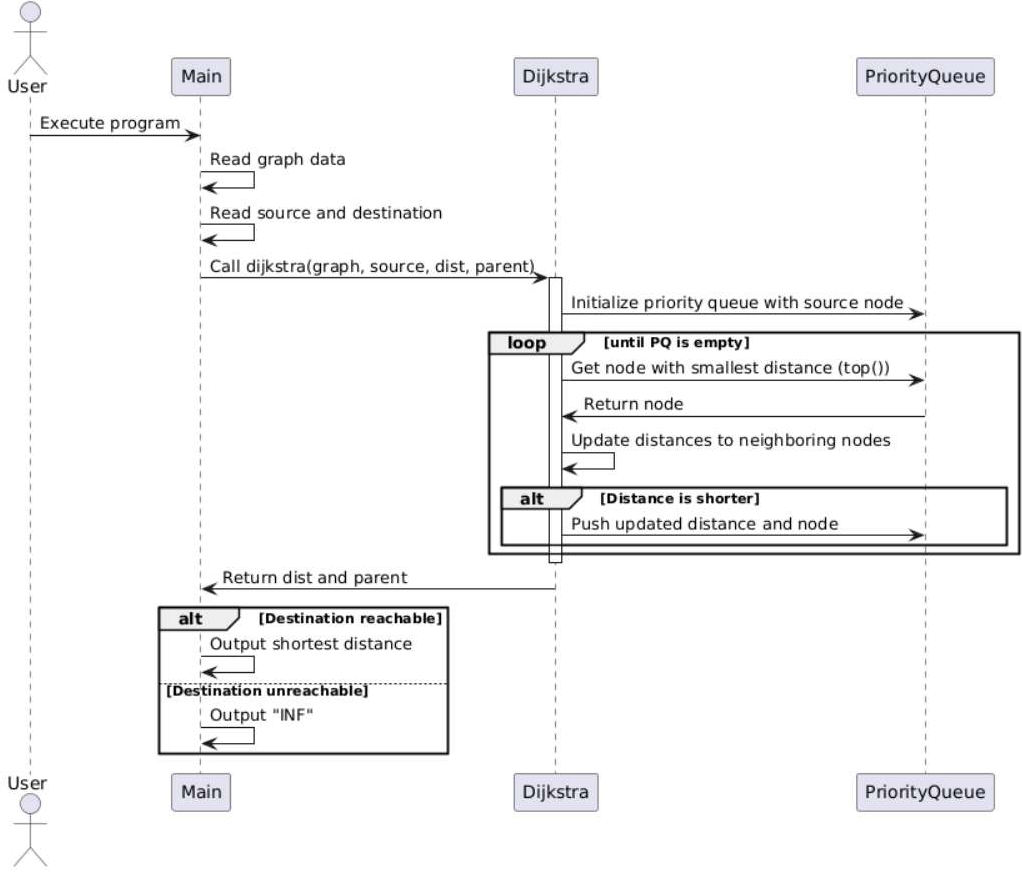 User
Main
Dijkstra
PriorityQueue
Execute program
Read graph data
Read source and destination
Call dijkstra(graph, source, dist, parent)
Initialize priority queue with source node
loop [until PQ is empty]
Get node with smallest distance (top())
Return node
Update distances to neighboring nodes
alt [Distance is shorter]
Push updated distance and node
Return dist and parent
alt [Destination reachable]
Output shortest distance
[Destination unreachable]
Output "INF"
User
Main
Dijkstra
PriorityQueue